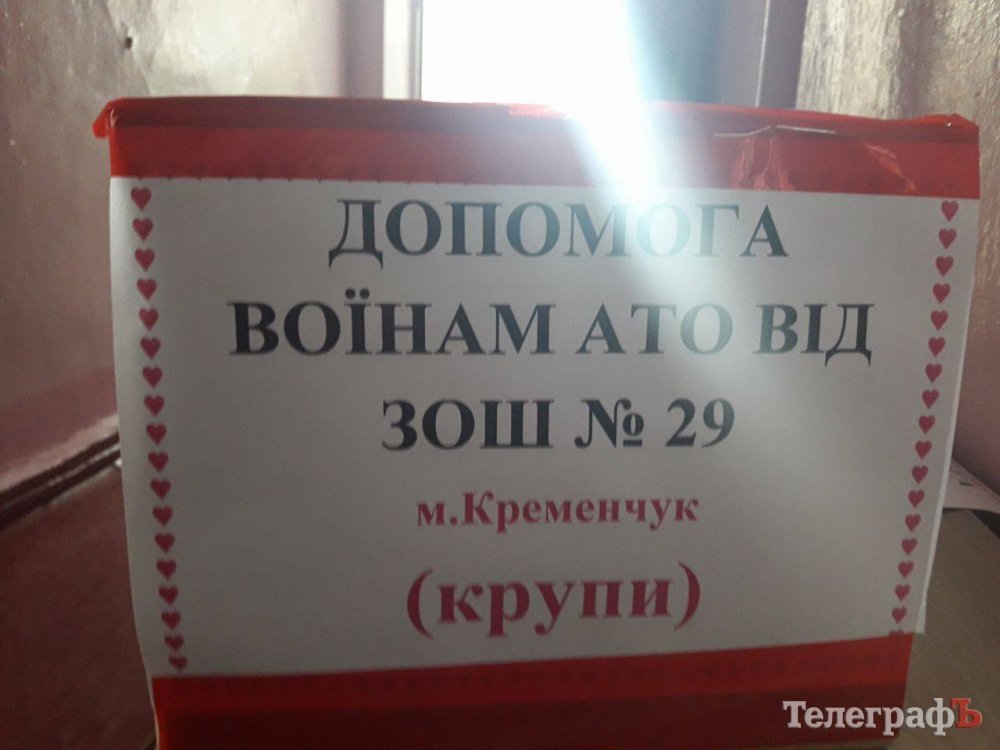 ДОПОМОГА
ВОЇНАМ АТО ВІД
ЗОШ № 29
м.Кременчук
(крупи)
ТелеграфЪ